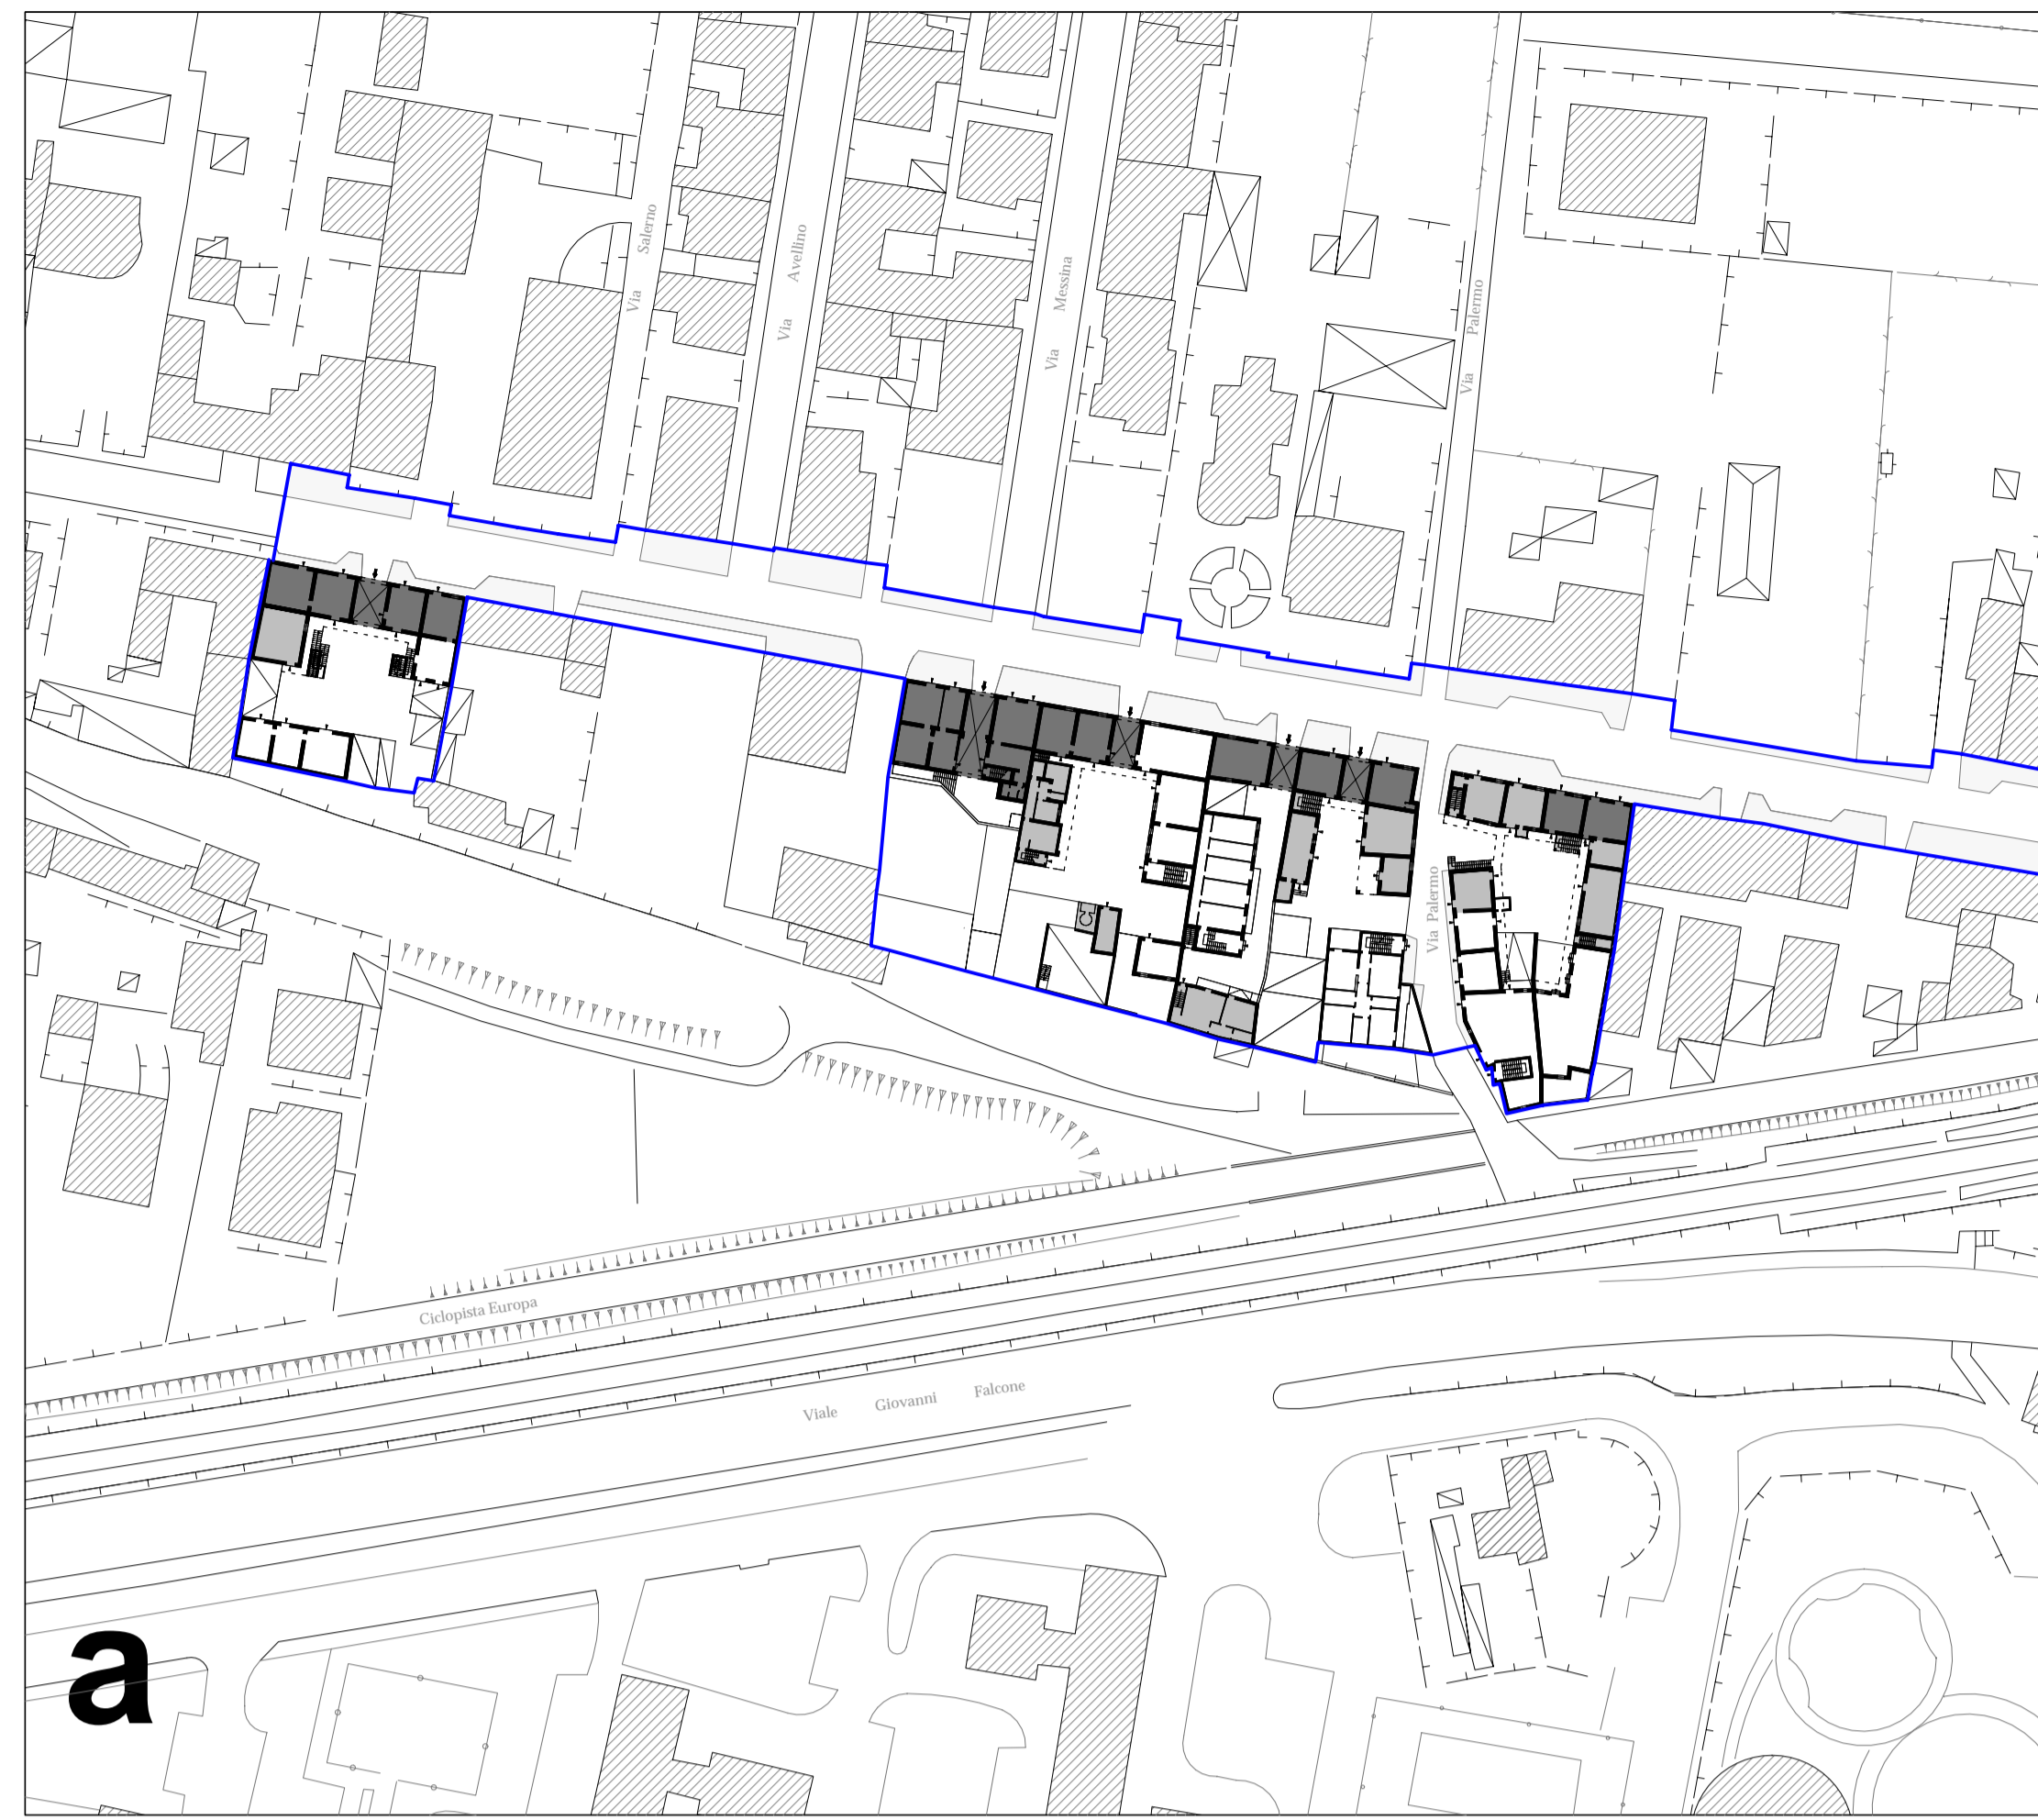 Via Salerno
Via Avellino
Via Messina
Via Palermo
Via Palermo
Ciclopista Europa
Viale Giovanni Falcone
a